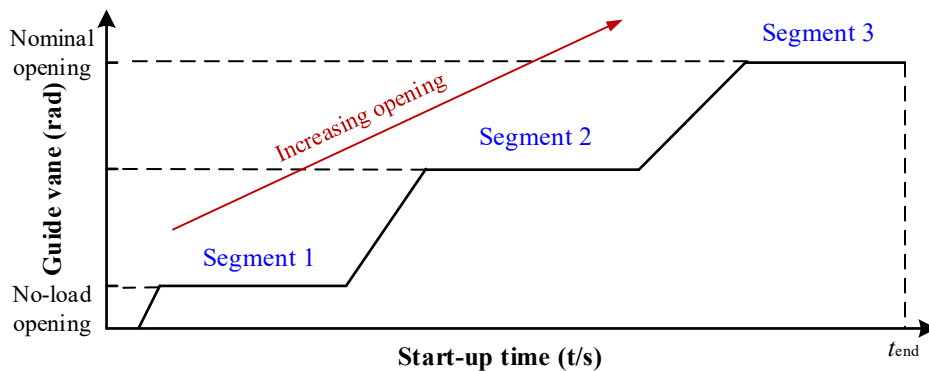 Nominal
opening
Segment 3
Guide vane (rad)
Increasing opening
Segment 2
Segment 1
No-load
opening
Start-up time (t/s)
tend